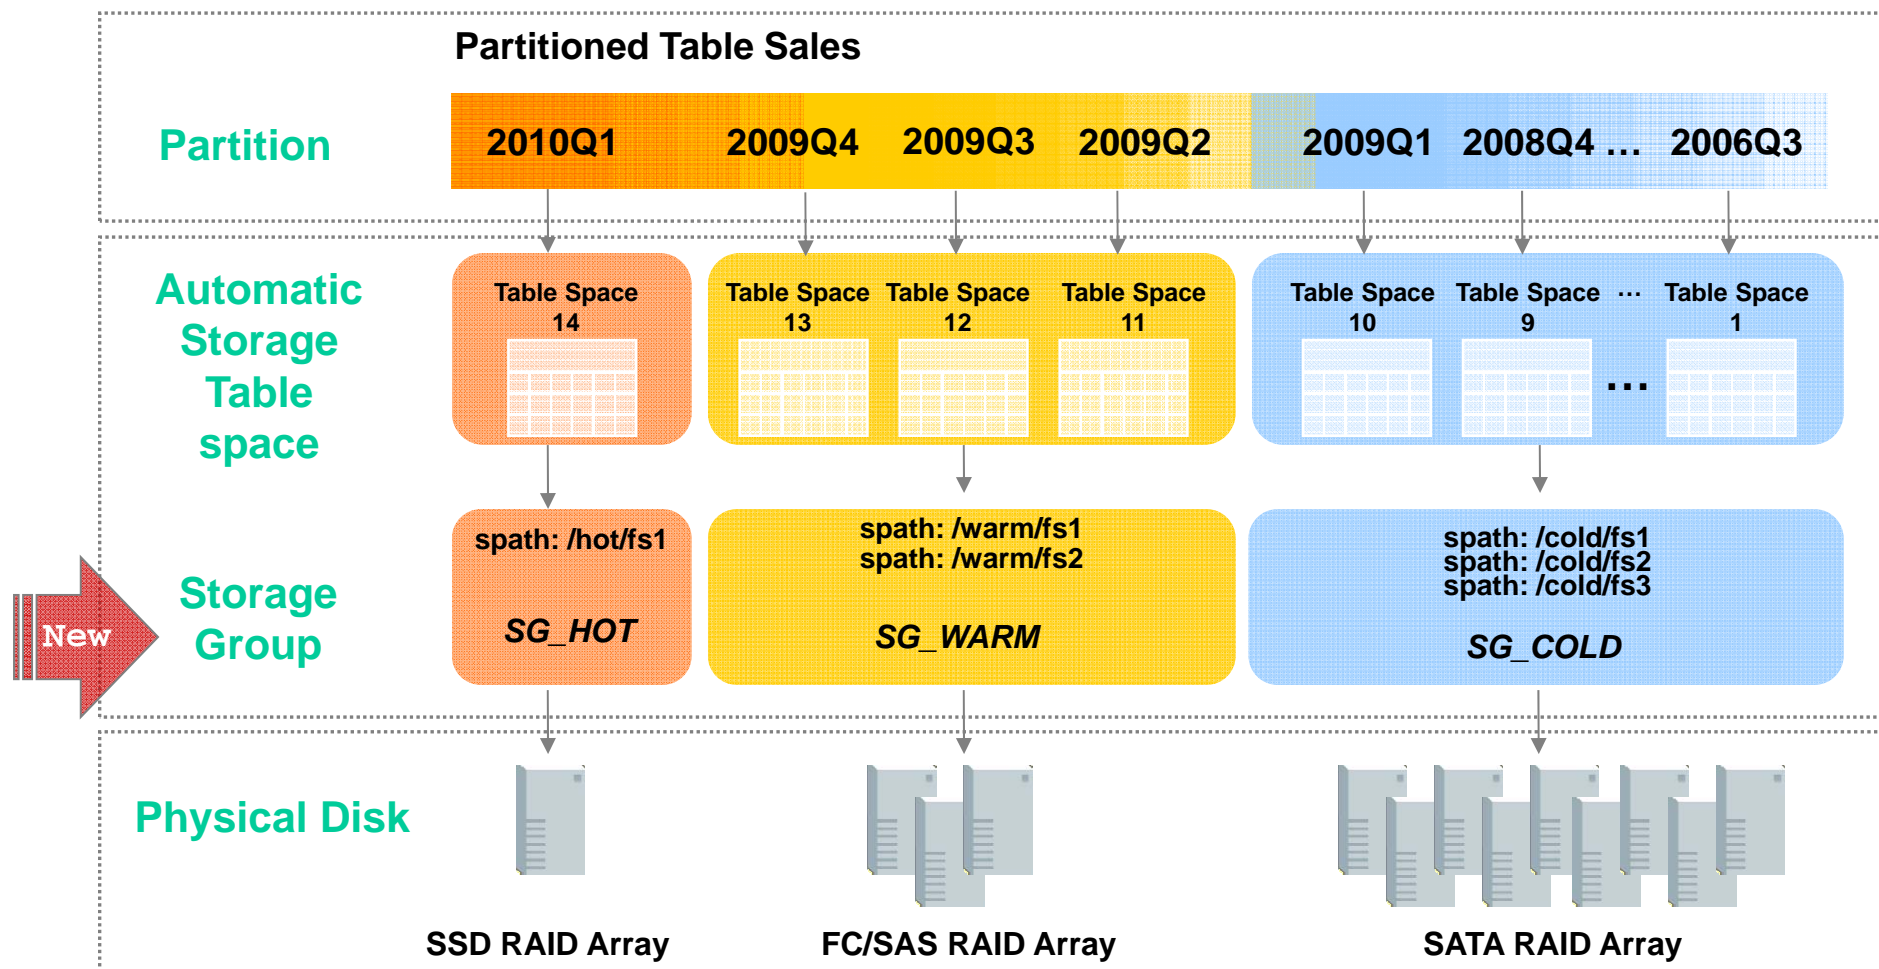 Partitioned Table Sales
Partition
2010Q1
2009Q4
2009Q3
2009Q2
2009Q1
2008Q4
...
2006Q3
Automatic
Storage
Table
space
Table Space
14
Table Space
13
Table Space
12
Table Space
11
Table Space
10
Table Space
9
...
Table Space
1
...
New
Storage
Group
spath: /hot/fs1
SG_HOT
spath: /warm/fs1
spath: /warm/fs2
SG_WARM
spath: /cold/fs1
spath: /cold/fs2
spath: /cold/fs3
SG_COLD
Physical Disk
SSD RAID Array
FC/SAS RAID Array
SATA RAID Array